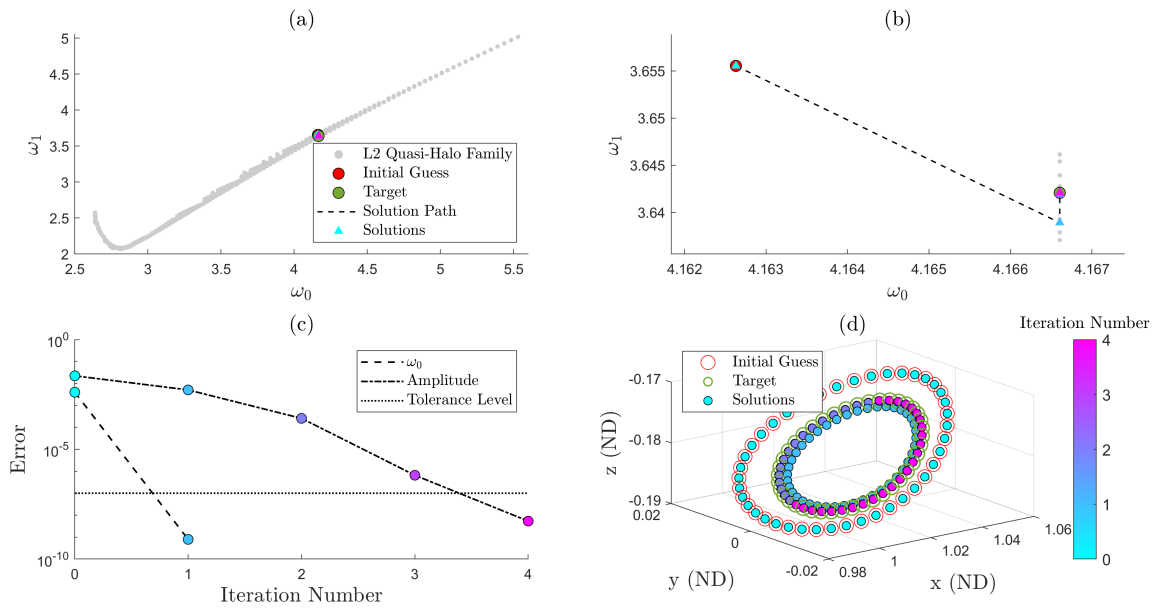 (a)
5
4.5
4
3.5
3
2.5
2
ω1
2.5
3
3.5
4
4.5
5
5.5
ω0
L2 Quasi-Halo Family
Initial Guess
Target
Solution Path
Solutions
(b)
3.655
3.65
3.645
3.64
ω1
4.162
4.163
4.164
4.165
4.166
4.167
ω0
(c)
10^0
10^-5
10^-10
Error
0
1
2
3
4
Iteration Number
ω0
Amplitude
Tolerance Level
(d)
Initial Guess
Target
Solutions
-0.17
-0.18
-0.19
z (ND)
0.02
0
-0.02
y (ND)
0.98
1
1.02
1.04
1.06
x (ND)
Iteration Number
4
3
2
1
0